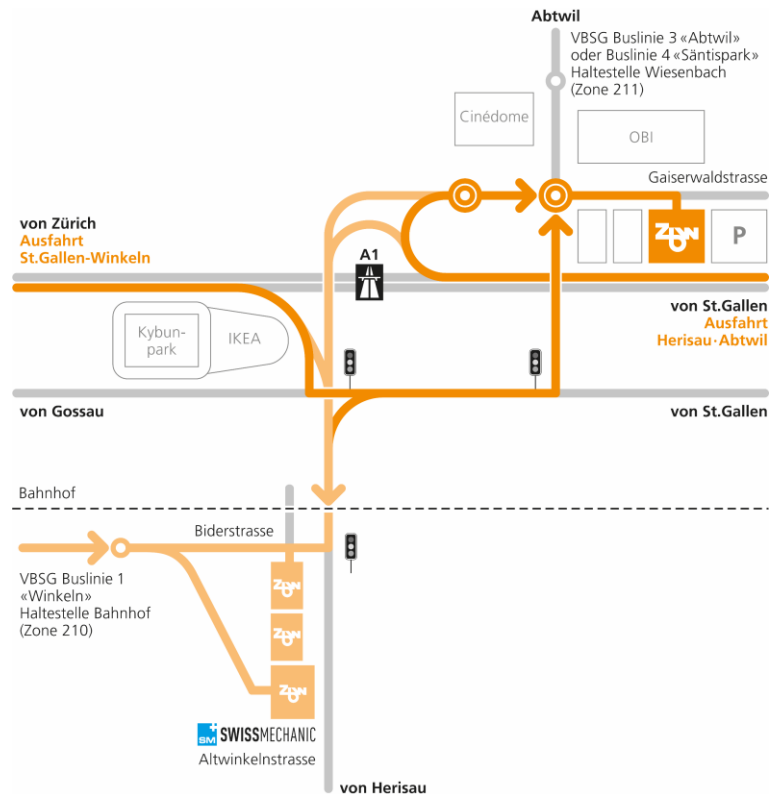 Abtwil
VBSG Buslinie 3 «Abtwil»
oder Buslinie 4 «Säntispark»
Haltestelle Wiesenbach
(Zone 211)
Cinédome
OBI
Gaiserwaldstrasse
von Zürich
Ausfahrt
St.Gallen-Winkeln
A1
P
von St.Gallen
Ausfahrt
Herisau·Abtwil
Kybun-
park
IKEA
von Gossau
von St.Gallen
Bahnhof
Biderstrasse
VBSG Buslinie 1
«Winkeln»
Haltestelle Bahnhof
(Zone 210)
SM SWISSMECHANIC
Altwinkelnstrasse
von Herisau